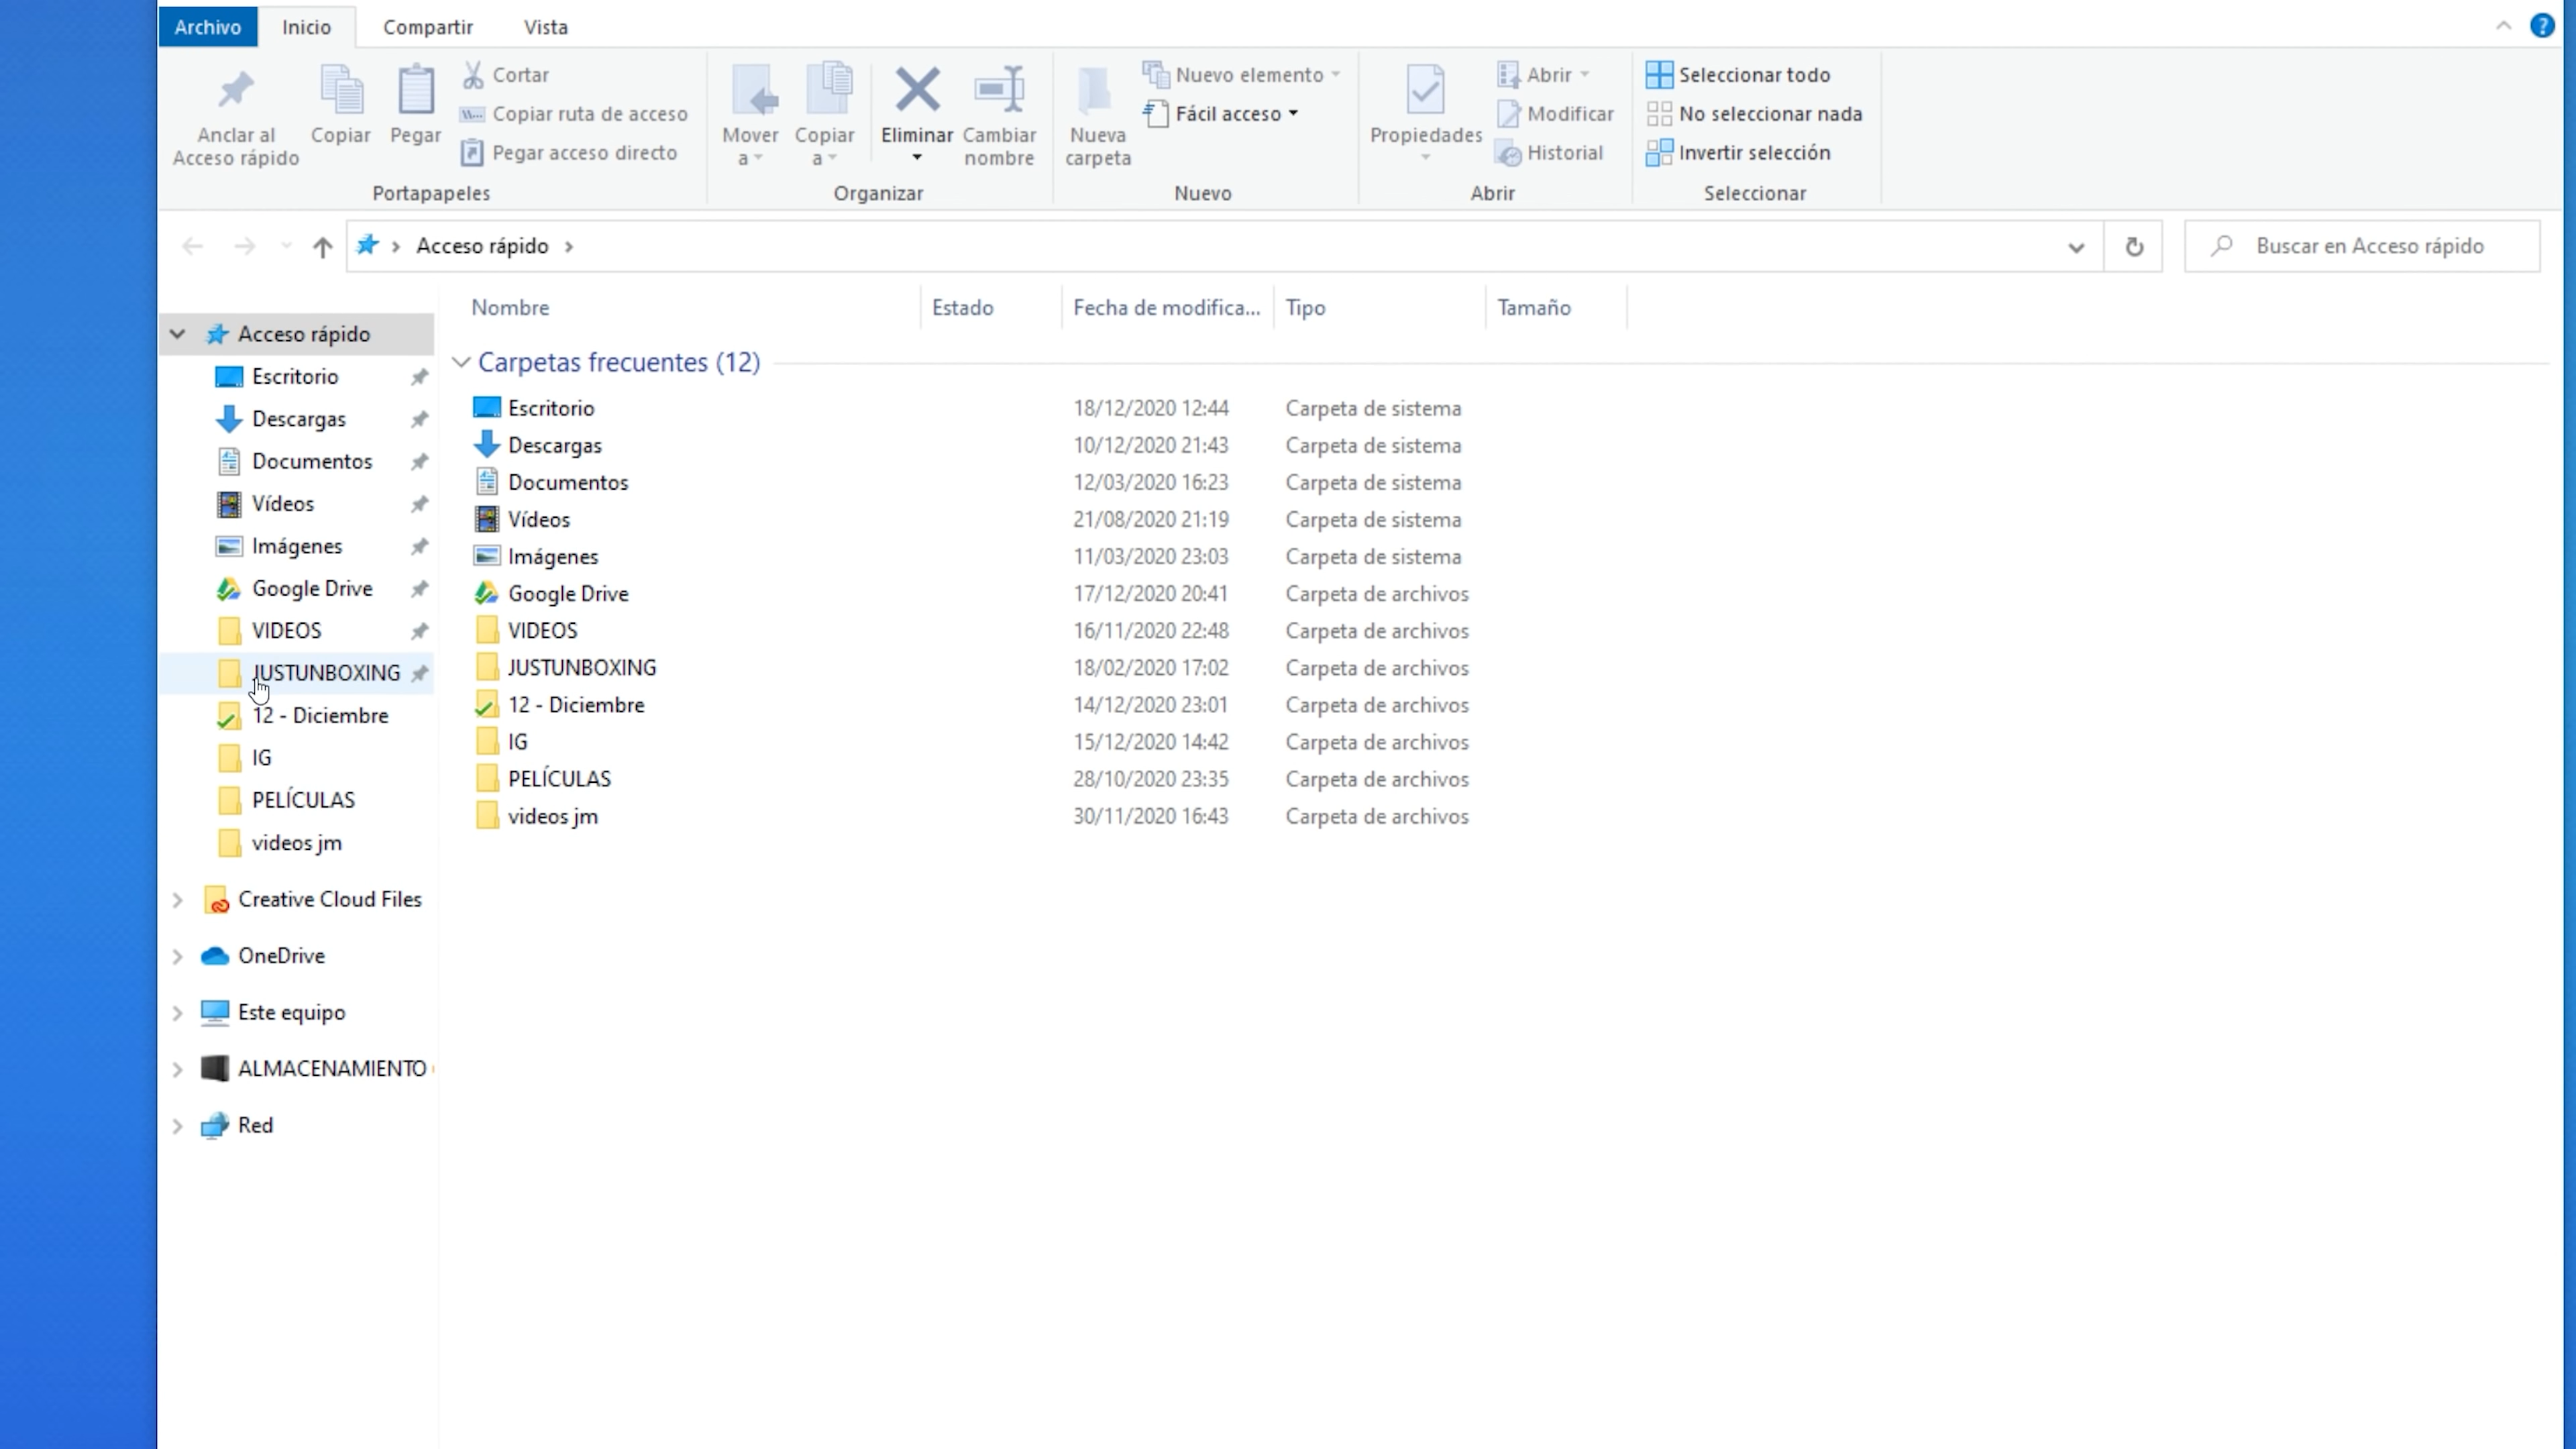 Archivo Inicio Compartir Vista
Anclar al Acceso rápido
Copiar
Pegar
Cortar
Copiar ruta de acceso
Pegar acceso directo
Portapapeles
Mover a
Copiar a
Eliminar
Cambiar nombre
Organizar
Nueva carpeta
Nuevo elemento
Fácil acceso
Nuevo
Propiedades
Abrir
Modificar
Historial
Abrir
Seleccionar todo
No seleccionar nada
Invertir selección
Seleccionar
Acceso rápido
Buscar en Acceso rápido
Acceso rápido
Escritorio
Descargas
Documentos
Vídeos
Imágenes
Google Drive
VIDEOS
JUSTUNBOXING
12 - Diciembre
IG
PELÍCULAS
videos jm
Creative Cloud Files
OneDrive
Este equipo
ALMACENAMIENTO
Red
Nombre Estado Fecha de modifica... Tipo Tamaño
Carpetas frecuentes (12)
Escritorio 18/12/2020 12:44 Carpeta de sistema
Descargas 10/12/2020 21:43 Carpeta de sistema
Documentos 12/03/2020 16:23 Carpeta de sistema
Vídeos 21/08/2020 21:19 Carpeta de sistema
Imágenes 11/03/2020 23:03 Carpeta de sistema
Google Drive 17/12/2020 20:41 Carpeta de archivos
VIDEOS 16/11/2020 22:48 Carpeta de archivos
JUSTUNBOXING 18/02/2020 17:02 Carpeta de archivos
12 - Diciembre 14/12/2020 23:01 Carpeta de archivos
IG 15/12/2020 14:42 Carpeta de archivos
PELÍCULAS 28/10/2020 23:35 Carpeta de archivos
videos jm 30/11/2020 16:43 Carpeta de archivos